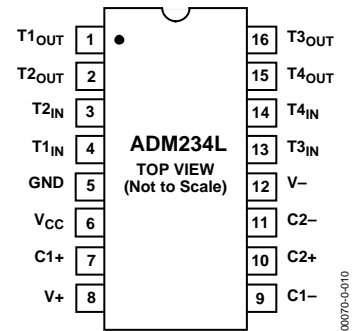 T1OUT 1 16 T3OUT
T2OUT 2 15 T4OUT
T2IN 3 14 T4IN
T1IN 4 ADM234L 13 T3IN
TOP VIEW
GND 5 (Not to Scale) 12 V–
VCC 6 11 C2–
C1+ 7 10 C2+
V+ 8 9 C1–
00070-0-010